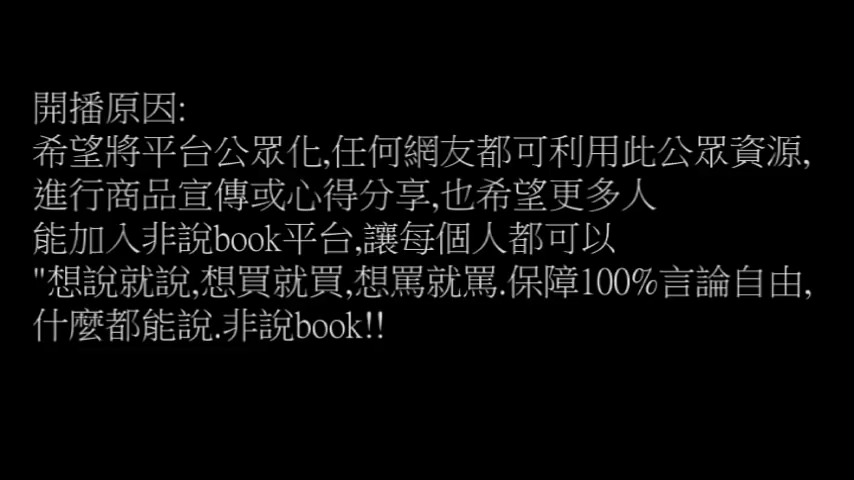 開播原因:
希望將平台公眾化,任何網友都可利用此公眾資源,
進行商品宣傳或心得分享,也希望更多人
能加入非說book平台,讓每個人都可以
"想說就說,想買就買,想罵就罵.保障100%言論自由,
什麼都能說.非說book!!